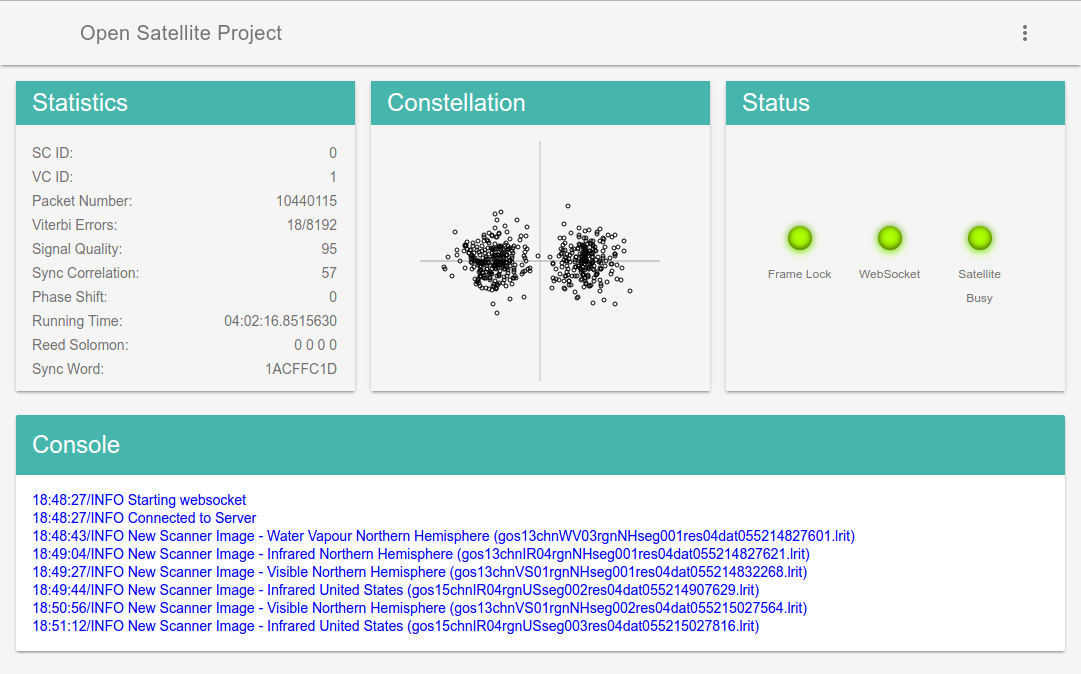 Open Satellite Project
Statistics
SC ID: 0
VC ID: 1
Packet Number: 10440115
Viterbi Errors: 18/8192
Signal Quality: 95
Sync Correlation: 57
Phase Shift: 0
Running Time: 04:02:16.8515630
Reed Solomon: 0 0 0 0
Sync Word: 1ACFFC1D
Constellation
Status
Frame Lock
WebSocket
Satellite
Busy
Console
18:48:27/INFO Starting websocket
18:48:27/INFO Connected to Server
18:48:43/INFO New Scanner Image - Water Vapour Northern Hemisphere (gos13chnWV03rgnNHseg001res04dat055214827601.lrit)
18:49:04/INFO New Scanner Image - Infrared Northern Hemisphere (gos13chnIR04rgnNHseg001res04dat055214827621.lrit)
18:49:27/INFO New Scanner Image - Visible Northern Hemisphere (gos13chnVS01rgnNHseg001res04dat055214832268.lrit)
18:49:44/INFO New Scanner Image - Infrared United States (gos15chnIR04rgnUSseg002res04dat055214907629.lrit)
18:50:56/INFO New Scanner Image - Visible Northern Hemisphere (gos13chnVS01rgnNHseg002res04dat055215027564.lrit)
18:51:12/INFO New Scanner Image - Infrared United States (gos15chnIR04rgnUSseg003res04dat055215027816.lrit)